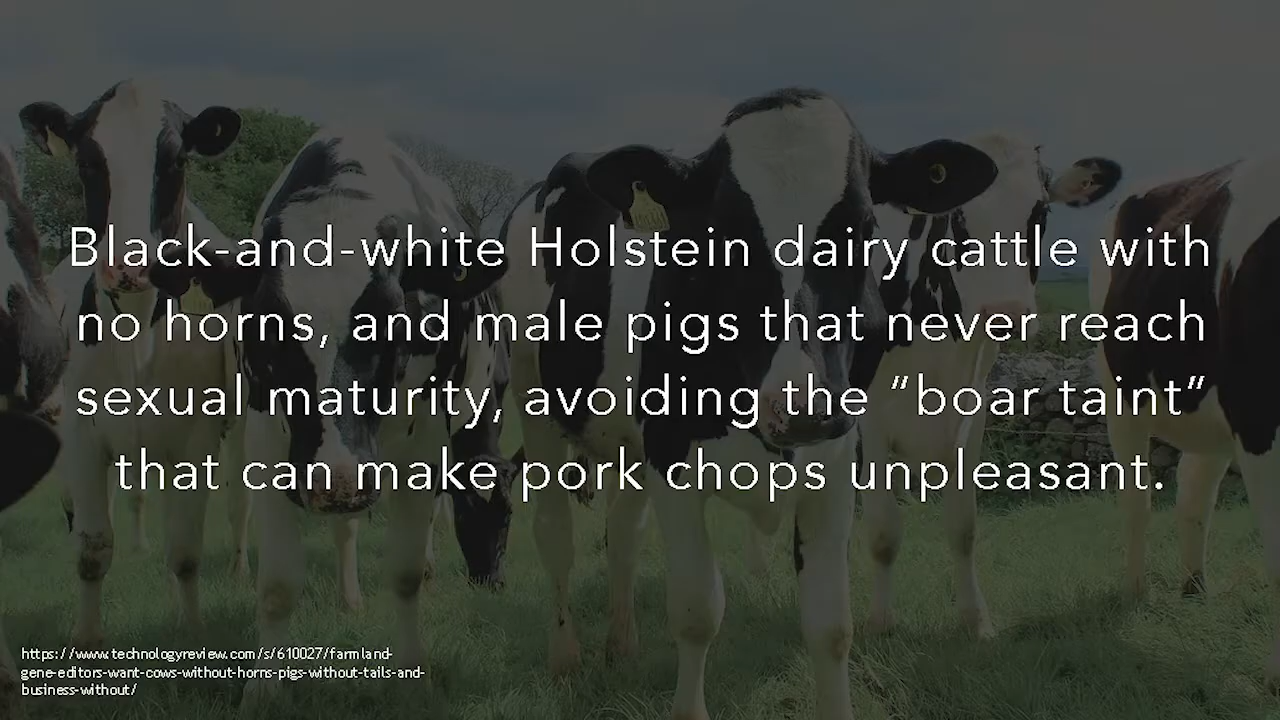 Black-and-white Holstein dairy cattle with
no horns, and male pigs that never reach
sexual maturity, avoiding the "boar taint"
that can make pork chops unpleasant.
https://www.technologyreview.com/s/610027/farmland-
gene-editors-want-cows-without-horns-pigs-without-tails-and-
business-without/